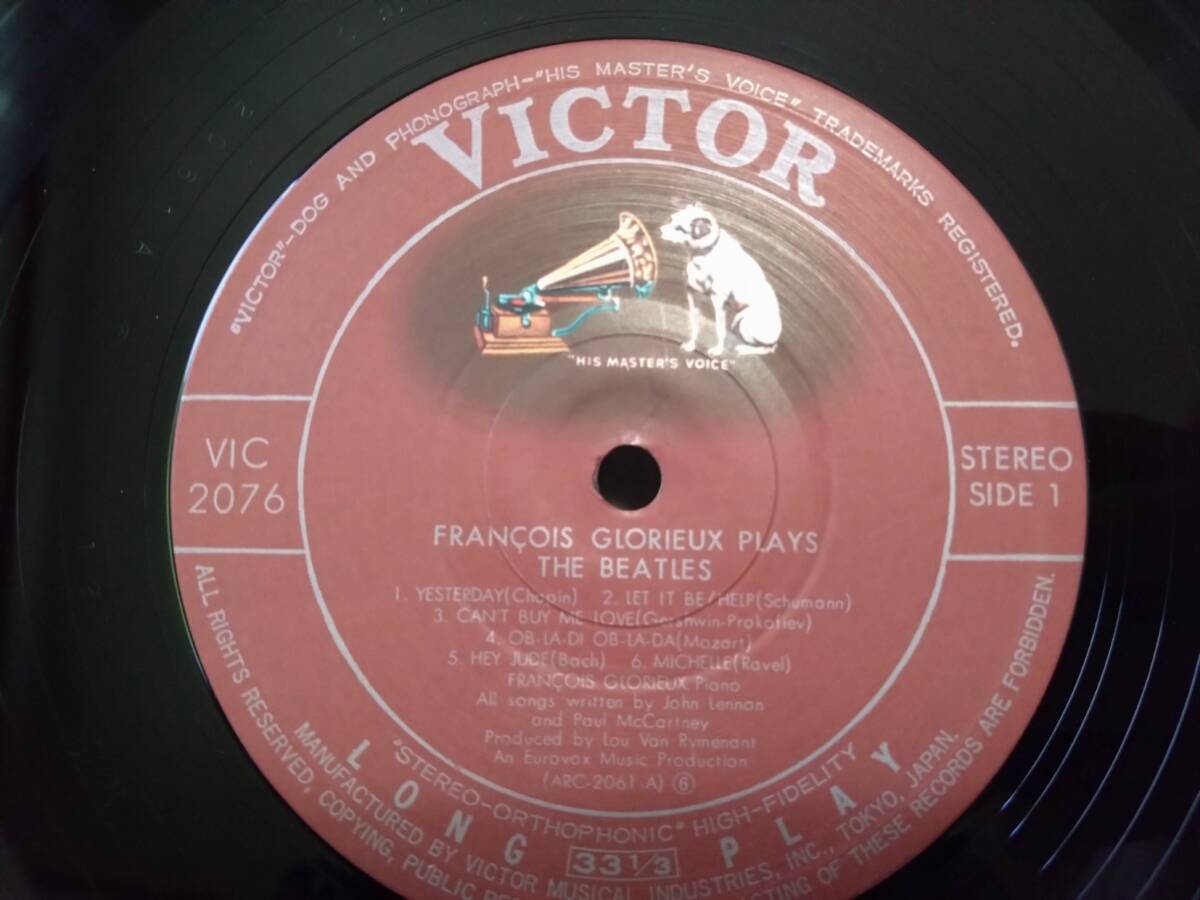 "VICTOR"-DOG AND PHONOGRAPH-"HIS MASTER'S VOICE" TRADEMARKS REGISTERED.
VICTOR
"HIS MASTER'S VOICE"
VIC
2076
STEREO
SIDE 1
FRANÇOIS GLORIEUX PLAYS
THE BEATLES
1. YESTERDAY(Chopin) 2. LET IT BE/HELP(Schumann)
3. CAN'T BUY ME LOVE(Gershwin-Prokofiev)
4. OB-LA-DI OB-LA-DA(Mozart)
5. HEY JUDE(Bach) 6. MICHELLE(Ravel)
FRANÇOIS GLORIEUX, Piano
All songs written by John Lennon
and Paul McCartney
Produced by Lou Van Rymenant
An Eurovox Music Production
(ARC-2061-A) ⑥
"STEREO-ORTHOPHONIC" HIGH-FIDELITY
LONG 33 1/3 PLAY
MANUFACTURED BY VICTOR MUSICAL INDUSTRIES, INC., TOKYO, JAPAN.
ALL RIGHTS RESERVED, COPYING, PUBLIC OF THESE RECORDS ARE FORBIDDEN.